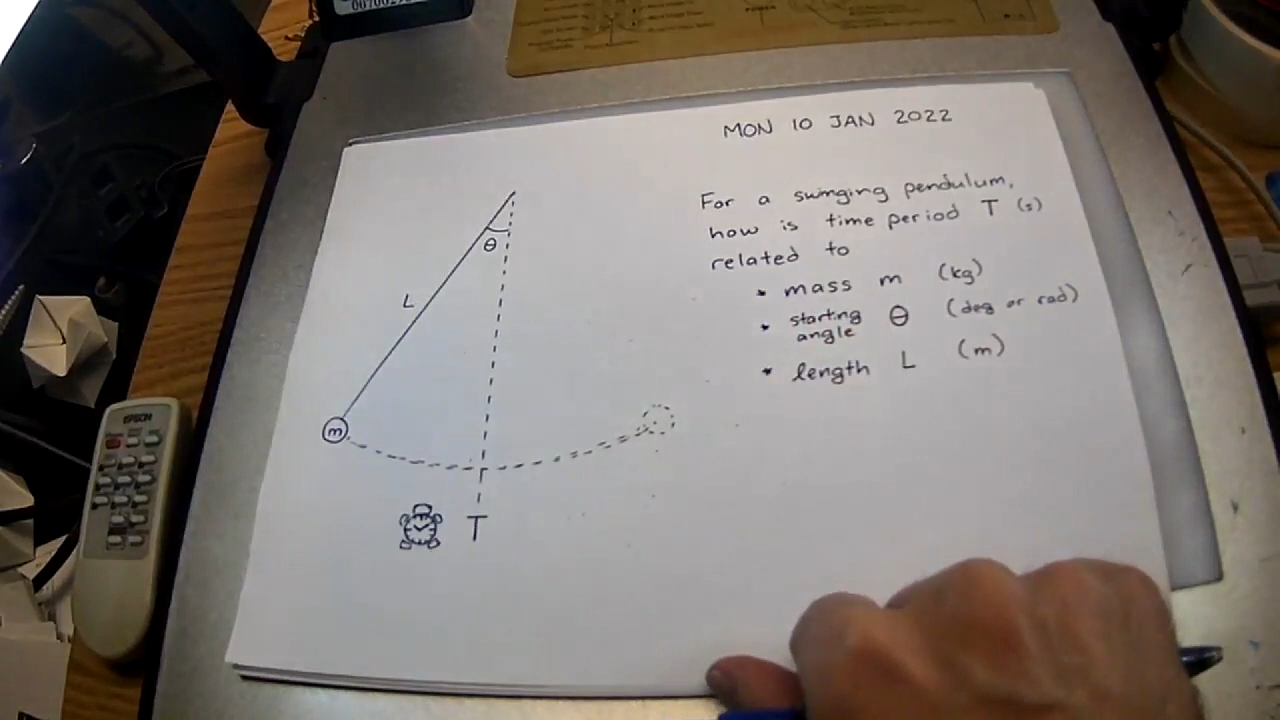 MON 10 JAN 2022
For a swinging pendulum,
how is time period T (s)
related to
* mass m (kg)
* starting angle θ (deg or rad)
* length L (m)
θ
L
m
T
EPSON
POWER